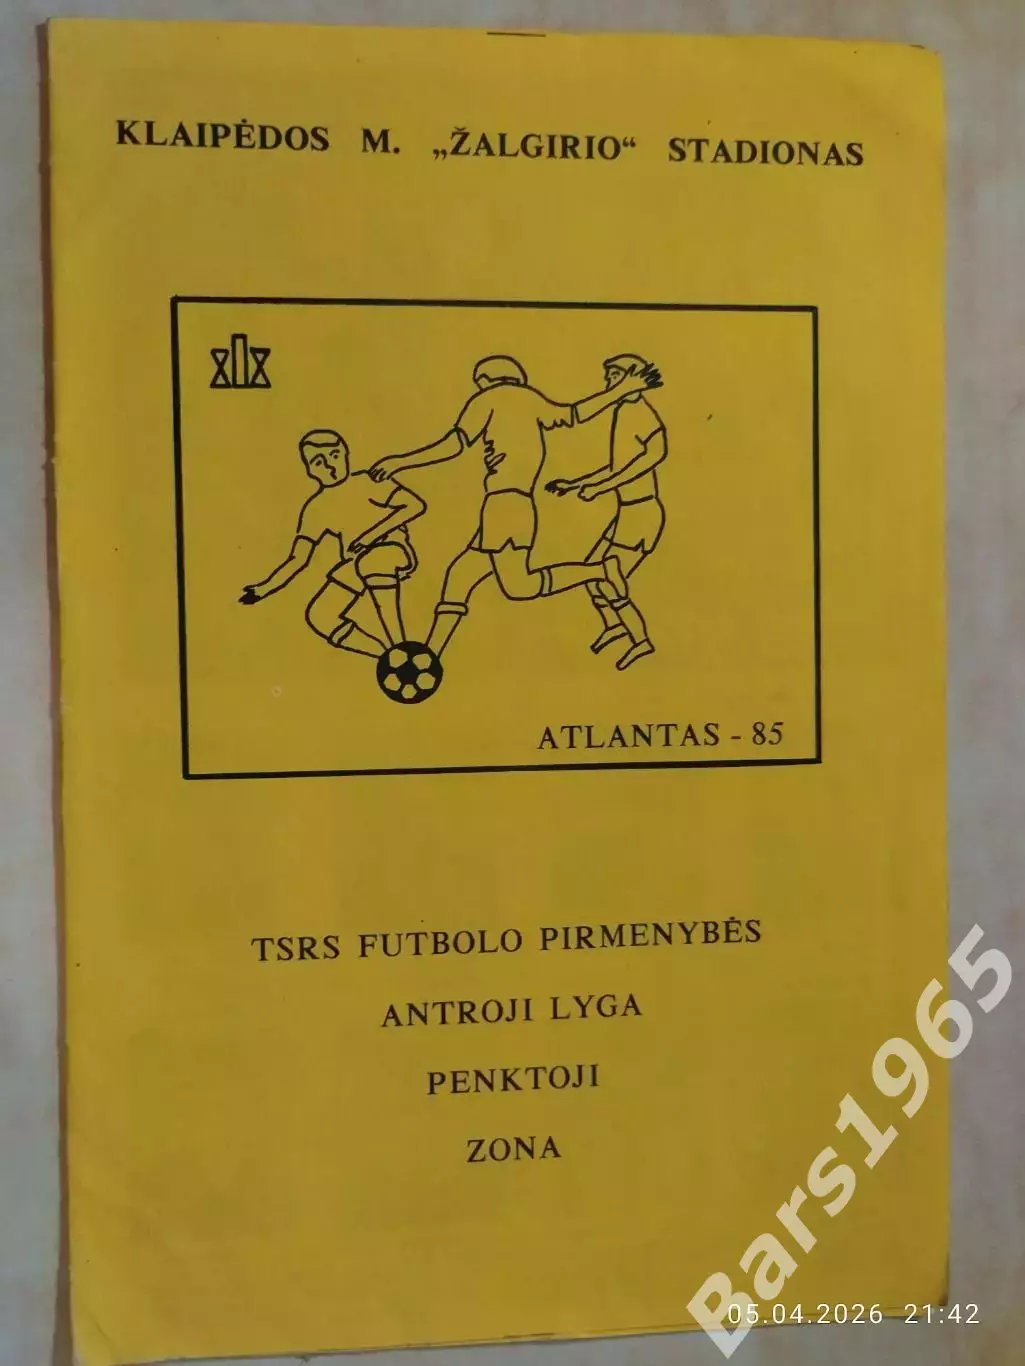 KLAIPĖDOS M. „ŽALGIRIO“ STADIONAS
ATLANTAS - 85
TSRS FUTBOLO PIRMENYBĖS
ANTROJI LYGA
PENKTOJI
ZONA
Bars1965
05.04.2026 21:42